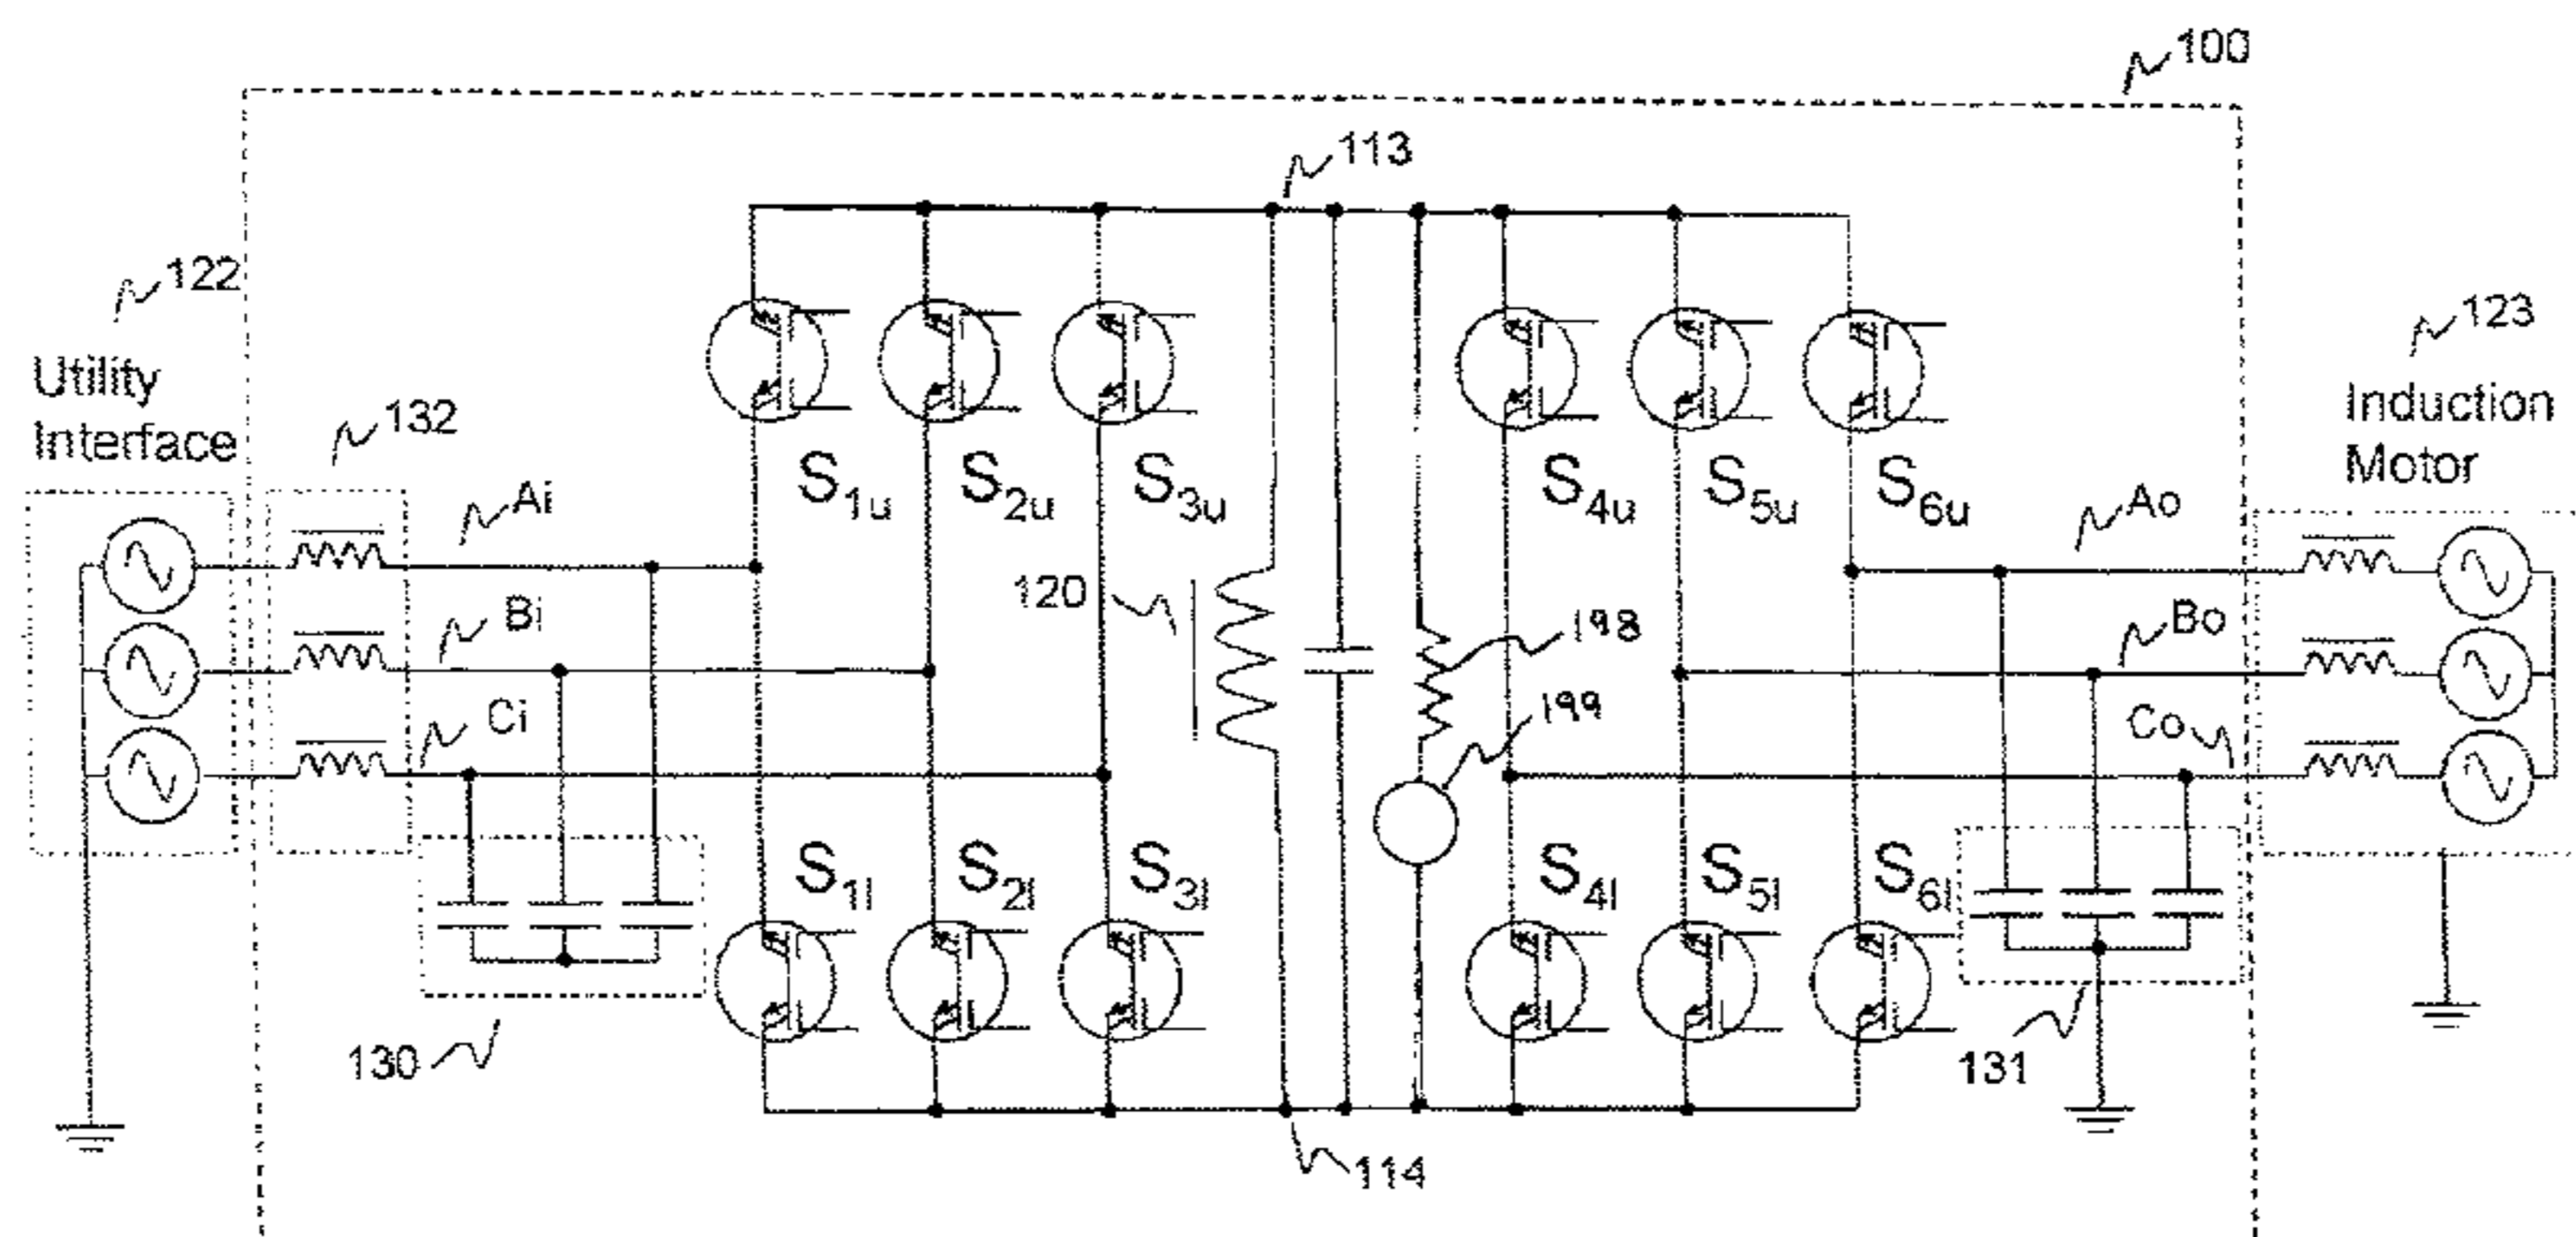 100
113
122
123
Utility
Interface
Induction
Motor
132
Ai
S1u
S2u
S3u
S4u
S5u
S6u
Ao
120
Bi
198
Bo
Ci
199
Co
S1l
S2l
S3l
S4l
S5l
S6l
130
131
114